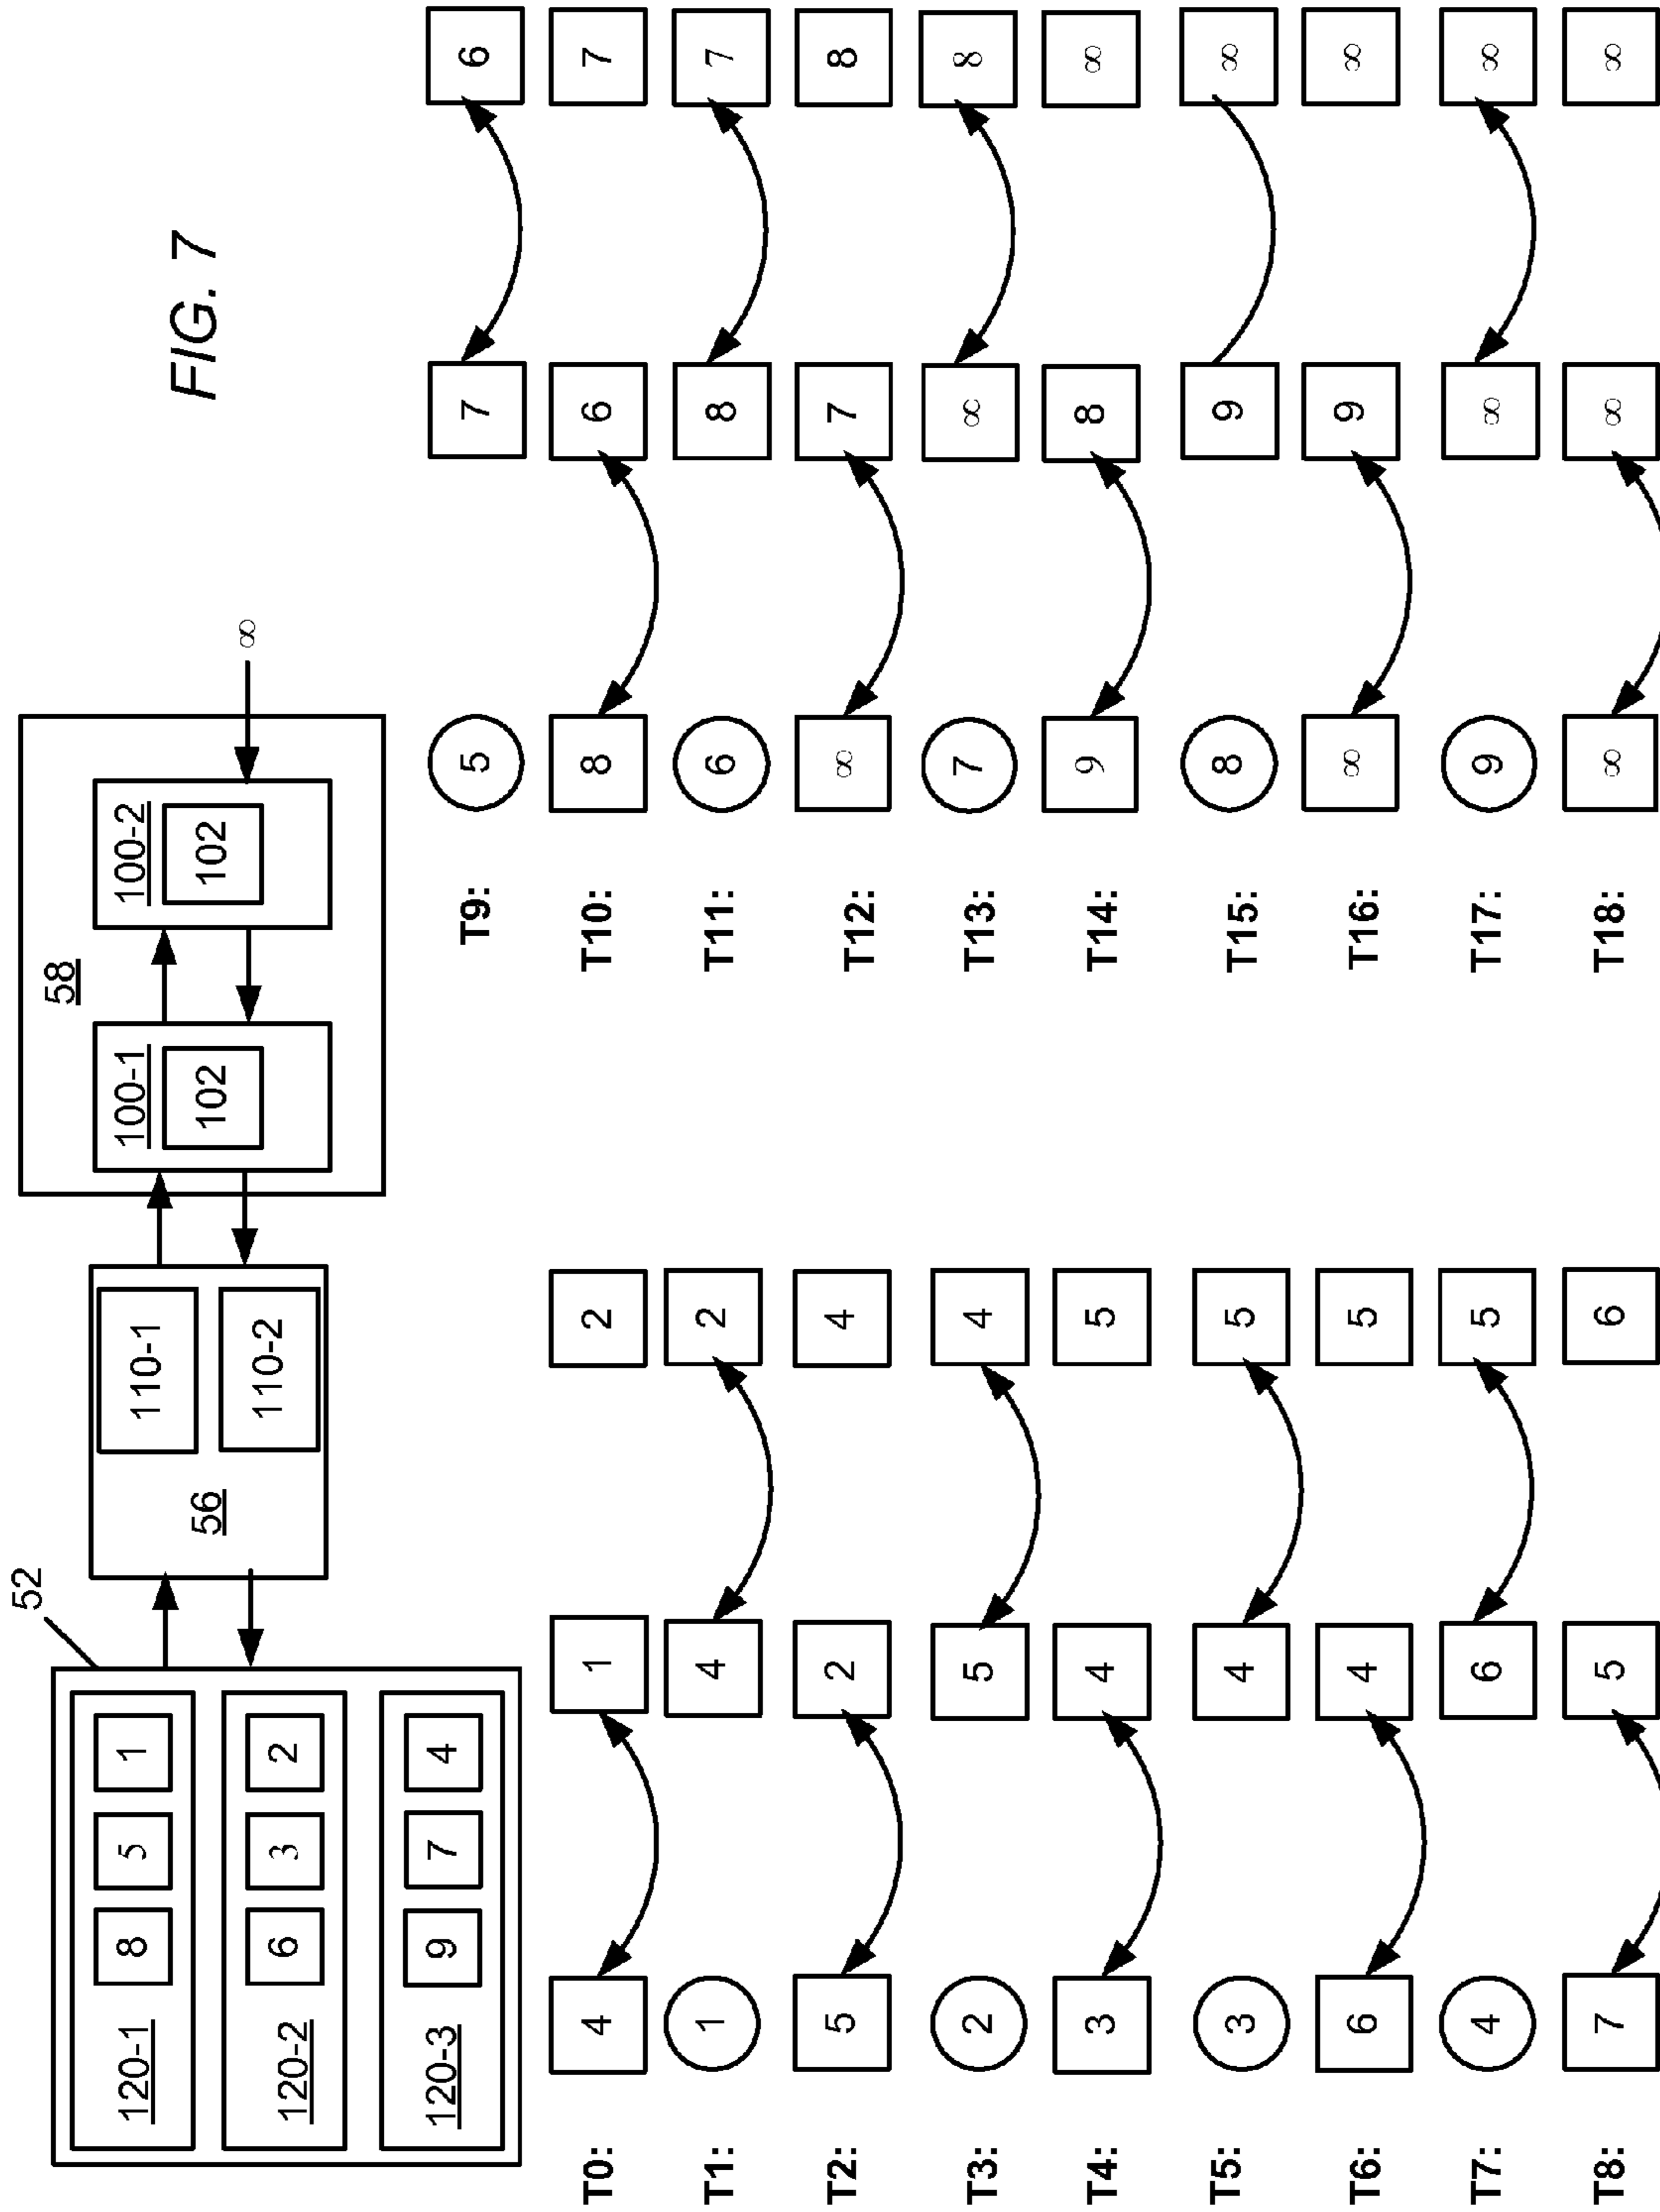 FIG. 7
52
120-1 8 5 1
120-2 6 3 2
120-3 9 7 4
56
110-1
110-2
58
100-1
102
100-2
102
∞
T0: 4 1 2
T1: 1 4 2
T2: 5 2 4
T3: 2 5 4
T4: 3 4 5
T5: 3 4 5
T6: 6 4 5
T7: 4 6 5
T8: 7 5 6
T9: 5 7 6
T10: 8 6 7
T11: 6 8 7
T12: ∞ 7 8
T13: 7 ∞ 8
T14: 9 8 ∞
T15: 8 9 ∞
T16: ∞ 9 ∞
T17: 9 ∞ ∞
T18: ∞ ∞ ∞